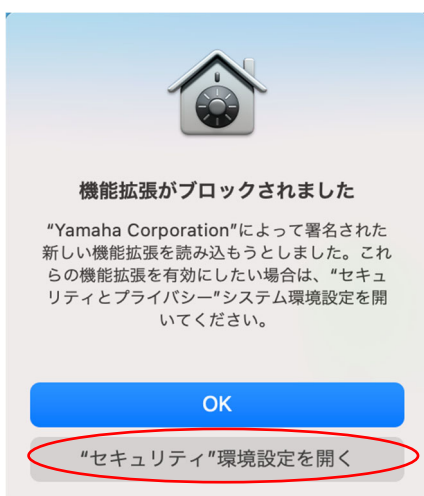 機能拡張がブロックされました
“Yamaha Corporation”によって署名された
新しい機能拡張を読み込もうとしました。これ
らの機能拡張を有効にしたい場合は、“セキュ
リティとプライバシー”システム環境設定を開
いてください。
OK
“セキュリティ”環境設定を開く